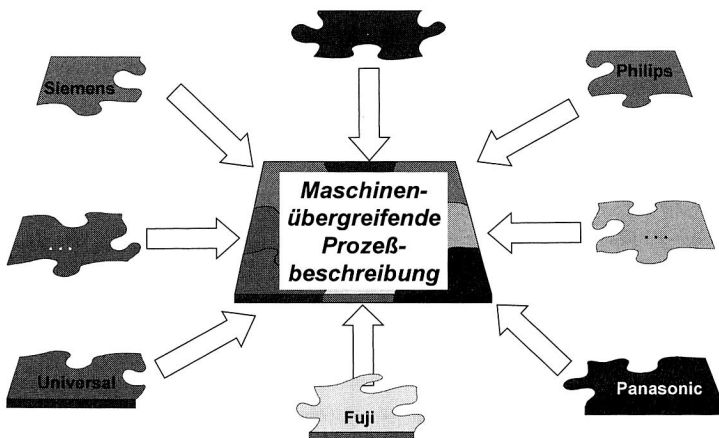 Siemens
Philips
Maschinen-
übergreifende
Prozeß-
beschreibung
. . .
. . .
Universal
Fuji
Panasonic